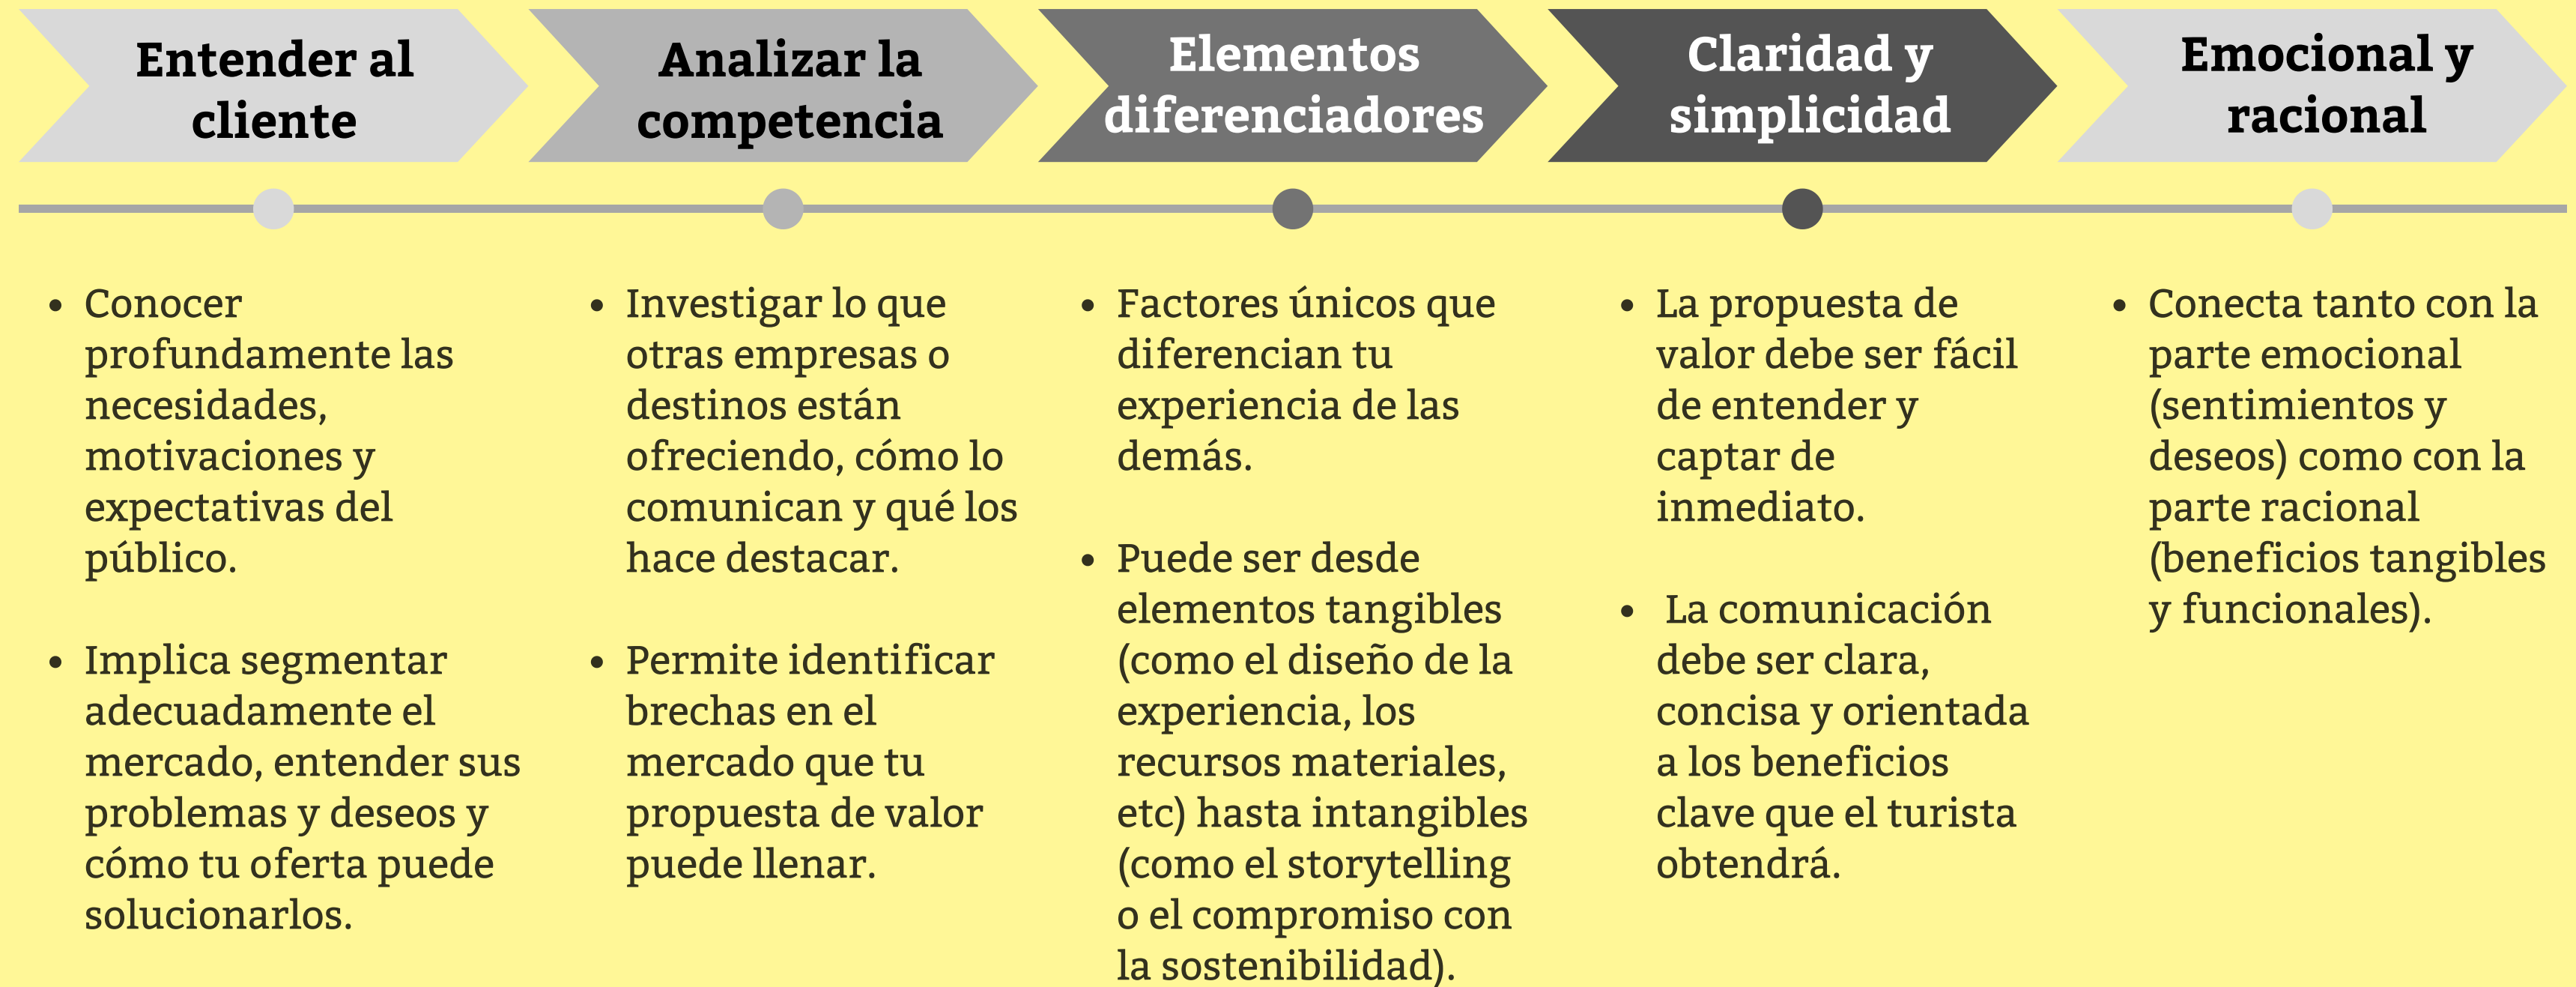 Entender al
cliente
Analizar la
competencia
Elementos
diferenciadores
Claridad y
simplicidad
Emocional y
racional
• Conocer
profundamente las
necesidades,
motivaciones y
expectativas del
público.
• Implica segmentar
adecuadamente el
mercado, entender sus
problemas y deseos y
cómo tu oferta puede
solucionarlos.
• Investigar lo que
otras empresas o
destinos están
ofreciendo, cómo lo
comunican y qué los
hace destacar.
• Permite identificar
brechas en el
mercado que tu
propuesta de valor
puede llenar.
• Factores únicos que
diferencian tu
experiencia de las
demás.
• Puede ser desde
elementos tangibles
(como el diseño de la
experiencia, los
recursos materiales,
etc) hasta intangibles
(como el storytelling
o el compromiso con
la sostenibilidad).
• La propuesta de
valor debe ser fácil
de entender y
captar de
inmediato.
• La comunicación
debe ser clara,
concisa y orientada
a los beneficios
clave que el turista
obtendrá.
• Conecta tanto con la
parte emocional
(sentimientos y
deseos) como con la
parte racional
(beneficios tangibles
y funcionales).